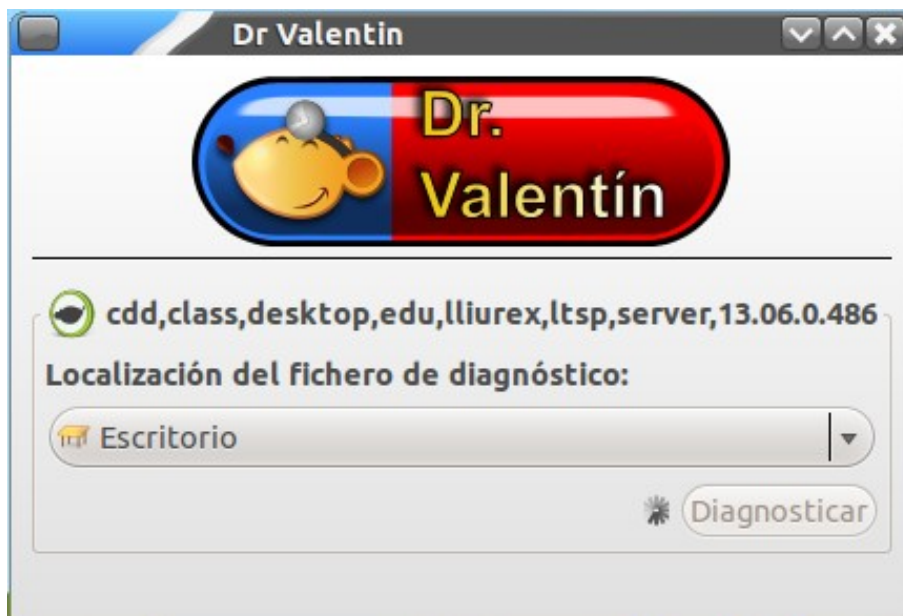 Dr Valentin
Dr.
Valentín
cdd,class,desktop,edu,lliurex,ltsp,server,13.06.0.486
Localización del fichero de diagnóstico:
Escritorio
Diagnosticar